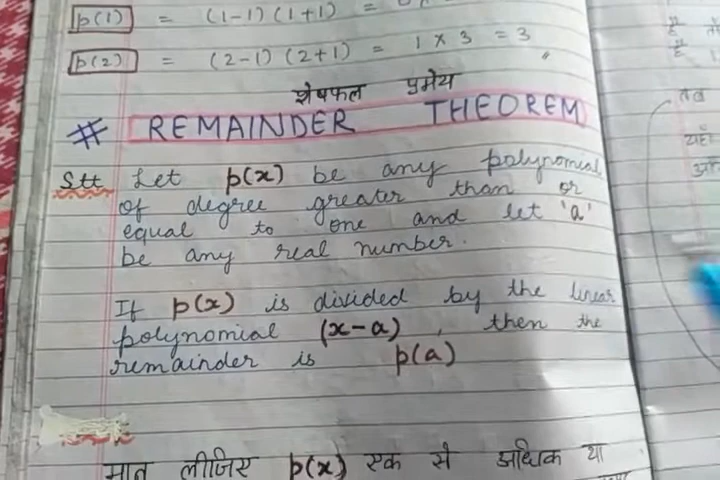 p(1) = (1-1) (1+1) =
p(2) = (2-1) (2+1) = 1 × 3 = 3
शेषफल प्रमेय
# REMAINDER THEOREM
Stt Let p(x) be any polynomial
of degree greater than or
equal to one and let 'a'
be any real number.
If p(x) is divided by the linear
polynomial (x-a), then the
remainder is p(a)
मान लीजिए p(x) एक से अधिक या